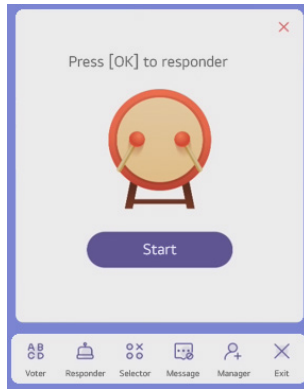 Press [OK] to responder
Start
A B
C D
Voter Responder Selector Message Manager Exit